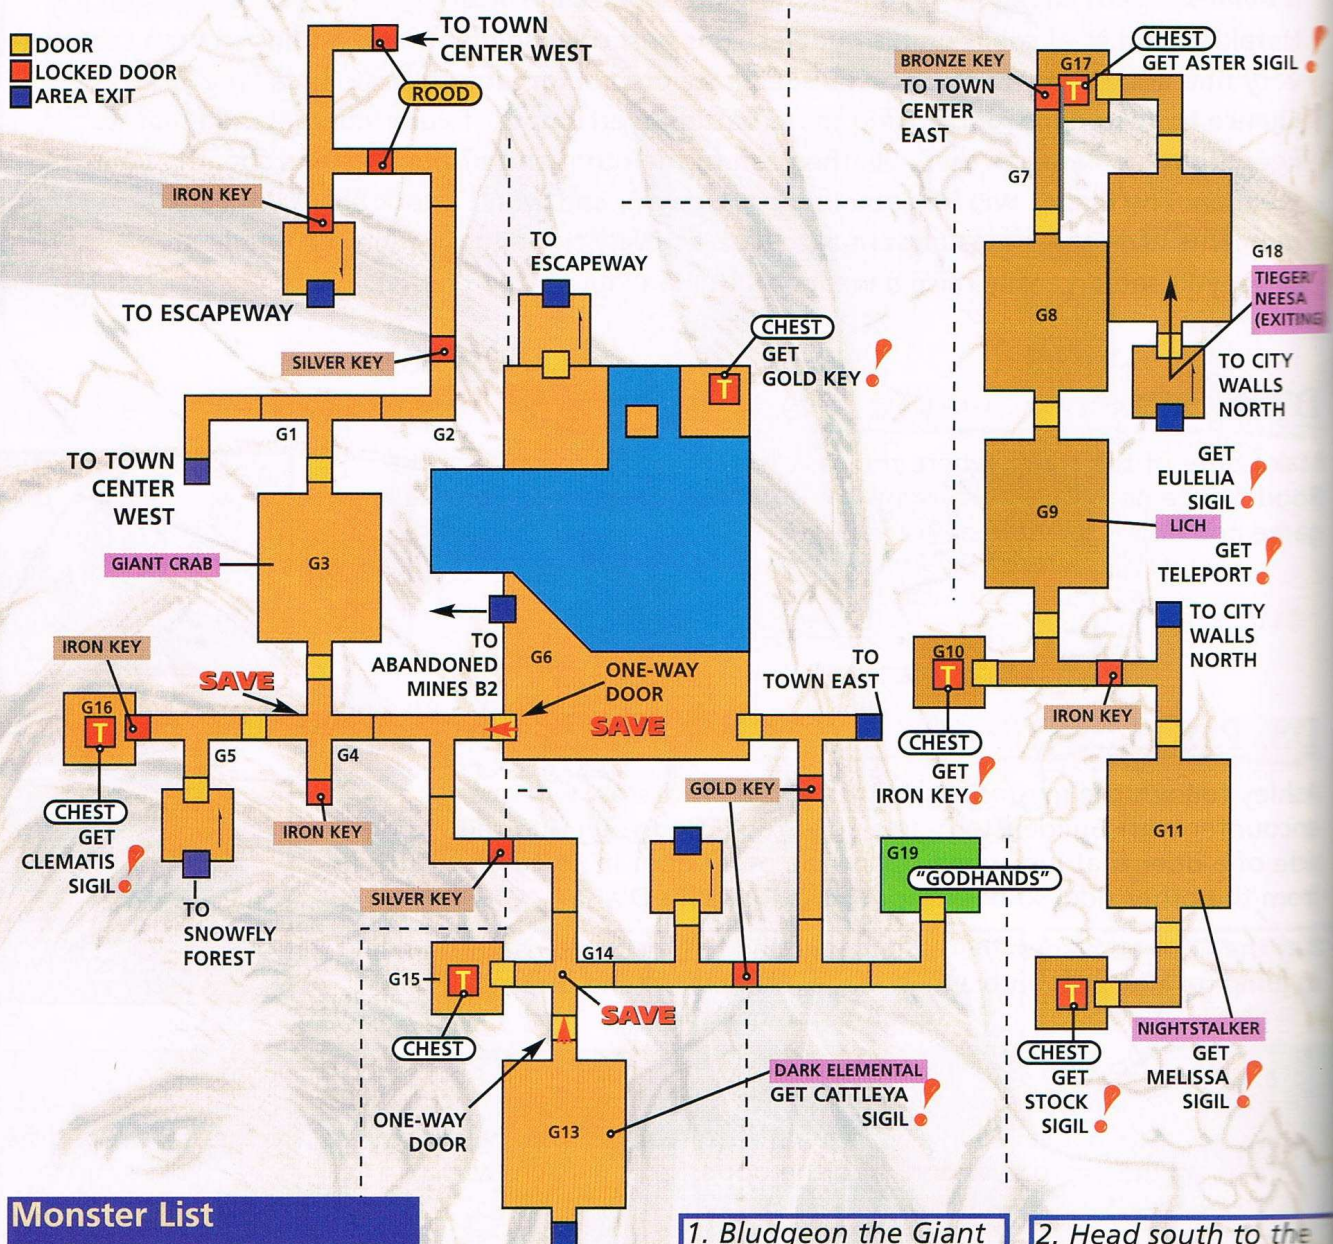 DOOR
LOCKED DOOR
AREA EXIT
TO TOWN
CENTER WEST
ROOD
IRON KEY
TO ESCAPEWAY
SILVER KEY
G1
G2
TO TOWN
CENTER
WEST
GIANT CRAB
G3
IRON KEY
SAVE
G16
T
G5
G4
CHEST
GET
CLEMATIS
SIGIL
IRON KEY
TO
SNOWFLY
FOREST
TO
ESCAPEWAY
CHEST
GET
GOLD KEY
T
TO
ABANDONED
MINES B2
G6
ONE-WAY
DOOR
SAVE
TO
TOWN EAST
GOLD KEY
SILVER KEY
G19
"GODHANDS"
G14
G15
T
SAVE
CHEST
ONE-WAY
DOOR
G13
DARK ELEMENTAL
GET CATTLEYA
SIGIL
BRONZE KEY
TO TOWN
CENTER
EAST
G17
T
CHEST
GET ASTER SIGIL
G7
G8
G18
TIEGER/
NEESA
(EXITING
TO CITY
WALLS
NORTH
G9
GET
EULELIA
SIGIL
LICH
GET
TELEPORT
TO CITY
WALLS
NORTH
G10
T
IRON KEY
CHEST
GET
IRON KEY
G11
T
CHEST
GET
STOCK
SIGIL
NIGHTSTALKER
GET
MELISSA
SIGIL
Monster List
1. Bludgeon the Giant
2. Head south to the